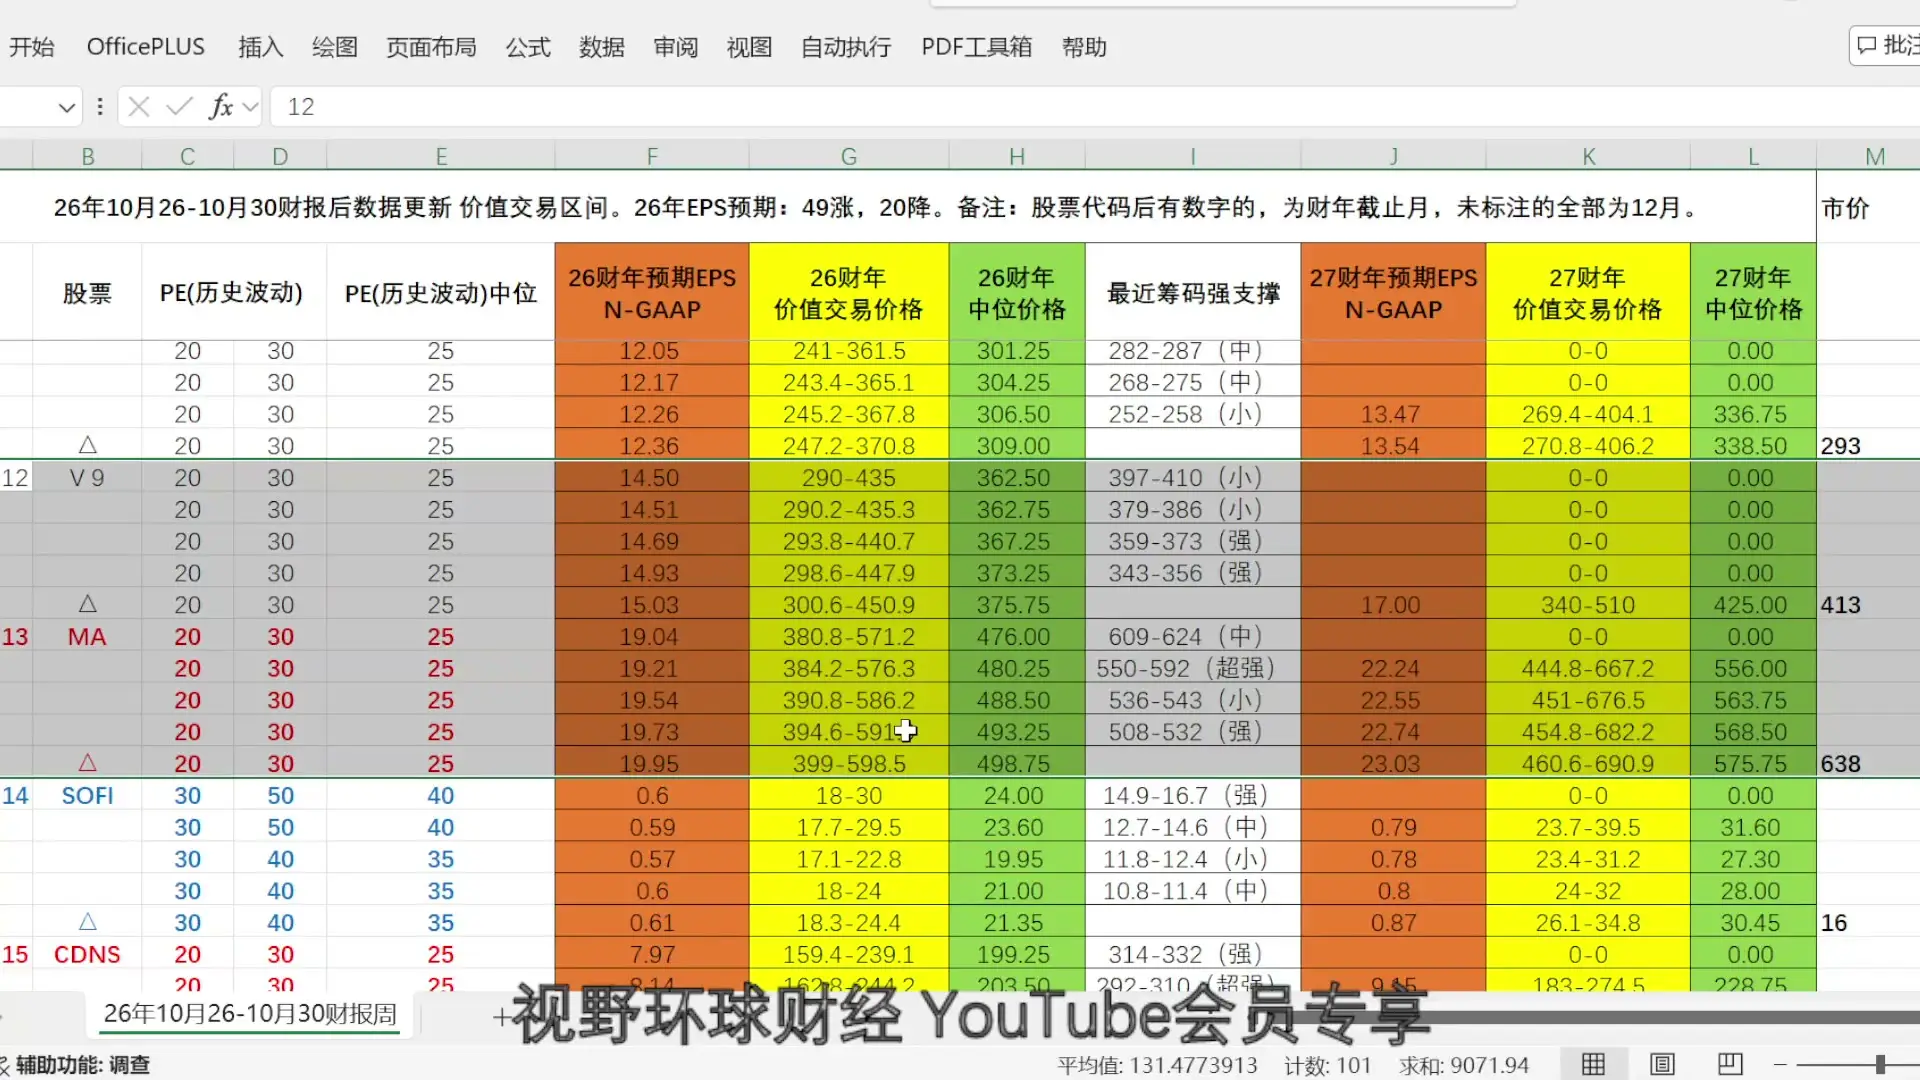 开始 OfficePLUS 插入 绘图 页面布局 公式 数据 审阅 视图 自动执行 PDF工具箱 帮助
fx 12
B C D E F G H I J K L M
26年10月26-10月30财报后数据更新 价值交易区间。26年EPS预期：49涨，20降。备注：股票代码后有数字的，为财年截止月，未标注的全部为12月。 市价
股票 PE(历史波动) PE(历史波动)中位 26财年预期EPS N-GAAP 26财年 价值交易价格 26财年 中位价格 最近筹码强支撑 27财年预期EPS N-GAAP 27财年 价值交易价格 27财年 中位价格
20 30 25 12.05 241-361.5 301.25 282-287（中） 0-0 0.00
20 30 25 12.17 243.4-365.1 304.25 268-275（中） 0-0 0.00
20 30 25 12.26 245.2-367.8 306.50 252-258（小） 13.47 269.4-404.1 336.75
△ 20 30 25 12.36 247.2-370.8 309.00 13.54 270.8-406.2 338.50 293
12 V 9 20 30 25 14.50 290-435 362.50 397-410（小） 0-0 0.00
20 30 25 14.51 290.2-435.3 362.75 379-386（小） 0-0 0.00
20 30 25 14.69 293.8-440.7 367.25 359-373（强） 0-0 0.00
20 30 25 14.93 298.6-447.9 373.25 343-356（强） 0-0 0.00
△ 20 30 25 15.03 300.6-450.9 375.75 17.00 340-510 425.00 413
13 MA 20 30 25 19.04 380.8-571.2 476.00 609-624（中） 0-0 0.00
20 30 25 19.21 384.2-576.3 480.25 550-592（超强） 22.24 444.8-667.2 556.00
20 30 25 19.54 390.8-586.2 488.50 536-543（小） 22.55 451-676.5 563.75
20 30 25 19.73 394.6-591 493.25 508-532（强） 22.74 454.8-682.2 568.50
△ 20 30 25 19.95 399-598.5 498.75 23.03 460.6-690.9 575.75 638
14 SOFI 30 50 40 0.6 18-30 24.00 14.9-16.7（强） 0-0 0.00
30 50 40 0.59 17.7-29.5 23.60 12.7-14.6（中） 0.79 23.7-39.5 31.60
30 40 35 0.57 17.1-22.8 19.95 11.8-12.4（小） 0.78 23.4-31.2 27.30
30 40 35 0.6 18-24 21.00 10.8-11.4（中） 0.8 24-32 28.00
△ 30 40 35 0.61 18.3-24.4 21.35 0.87 26.1-34.8 30.45 16
15 CDNS 20 30 25 7.97 159.4-239.1 199.25 314-332（强） 0-0 0.00
20 30 25 8.14 162.8-244.2 203.50 292-310（超强） 9.15 183-274.5 228.75
26年10月26-10月30财报周
视野环球财经 YouTube会员专享
辅助功能: 调查 平均值: 131.4773913 计数: 101 求和: 9071.94